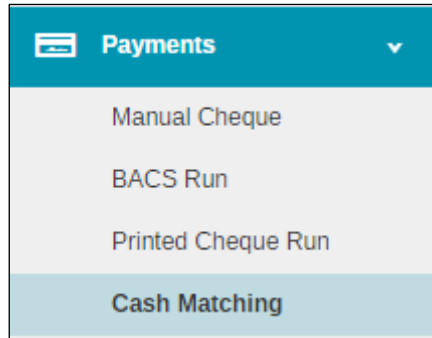 Payments
Manual Cheque
BACS Run
Printed Cheque Run
Cash Matching